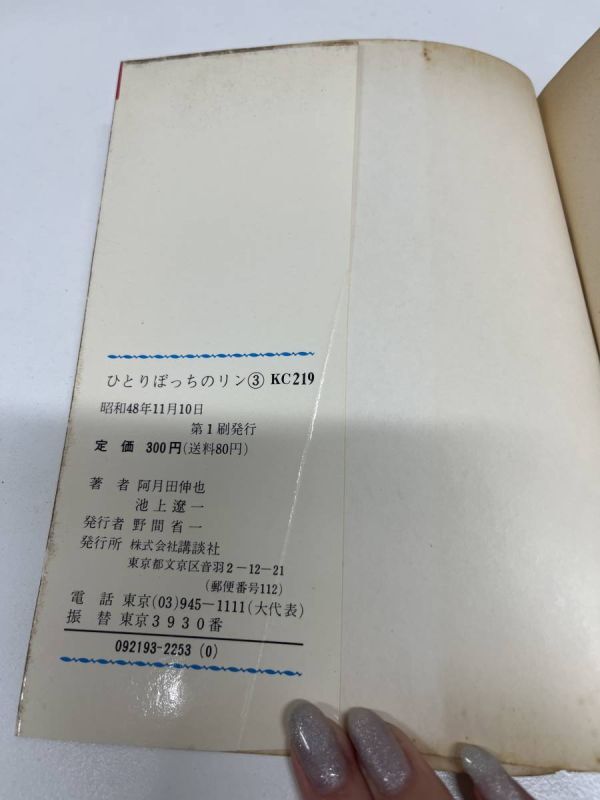 ひとりぼっちのリン③ KC219
昭和48年11月10日
第1刷発行
定価 300円(送料80円)
著者 阿月田伸也
池上遼一
発行者 野間省一
発行所 株式会社講談社
東京都文京区音羽2-12-21
(郵便番号112)
電話 東京(03)945-1111(大代表)
振替 東京3930番
092193-2253 (0)